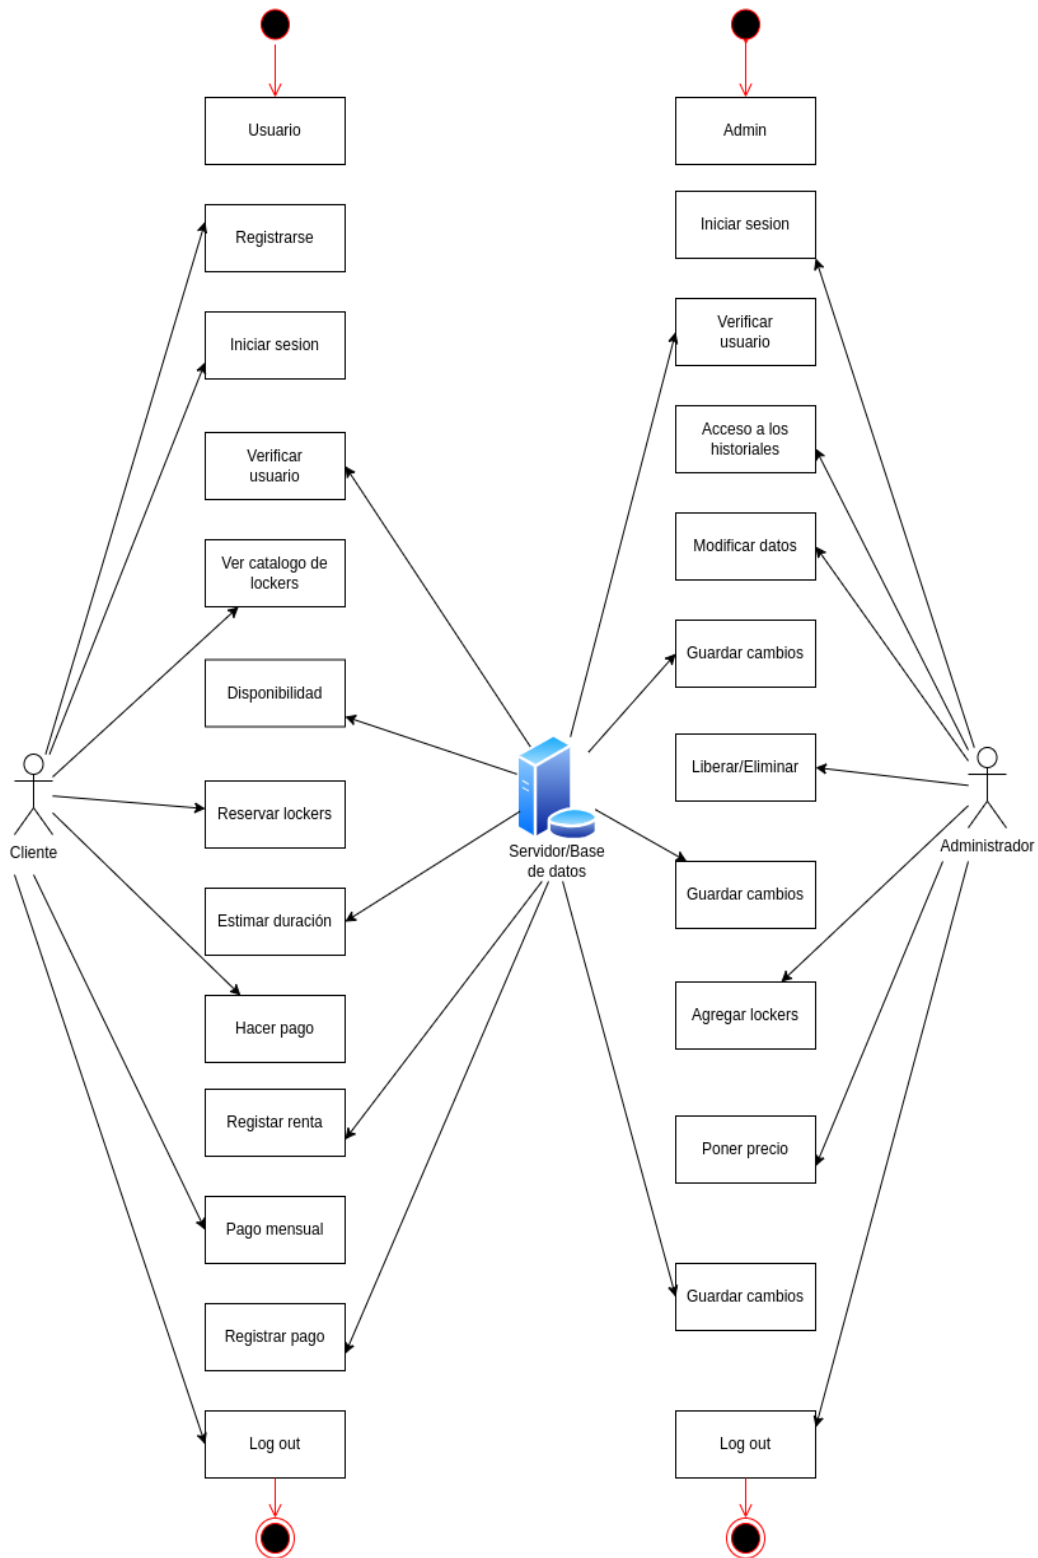 Usuario
Admin
Registrarse
Iniciar sesion
Iniciar sesion
Verificar
usuario
Verificar
usuario
Acceso a los
historiales
Ver catalogo de
lockers
Modificar datos
Disponibilidad
Guardar cambios
Reservar lockers
Liberar/Eliminar
Cliente
Servidor/Base
de datos
Administrador
Estimar duración
Guardar cambios
Hacer pago
Agregar lockers
Registar renta
Poner precio
Pago mensual
Guardar cambios
Registrar pago
Log out
Log out